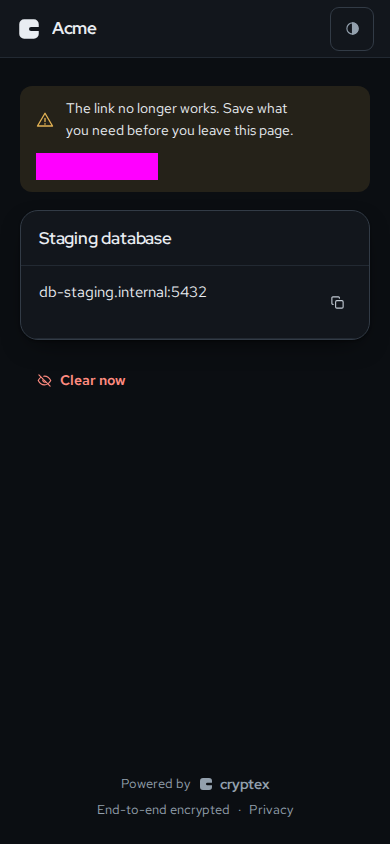 Acme
The link no longer works. Save what
you need before you leave this page.
Staging database
db-staging.internal:5432
Clear now
Powered by cryptex
End-to-end encrypted · Privacy